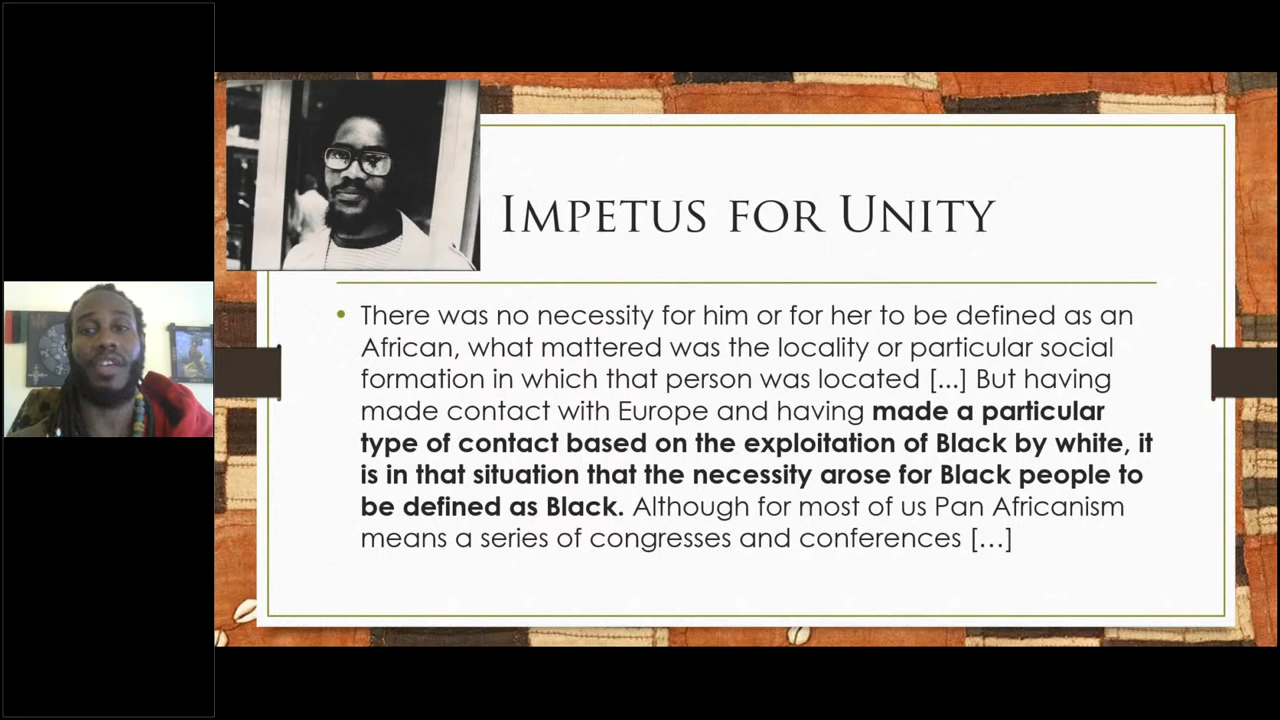 IMPETUS FOR UNITY
• There was no necessity for him or for her to be defined as an
African, what mattered was the locality or particular social
formation in which that person was located [...] But having
made contact with Europe and having made a particular
type of contact based on the exploitation of Black by white, it
is in that situation that the necessity arose for Black people to
be defined as Black. Although for most of us Pan Africanism
means a series of congresses and conferences […]